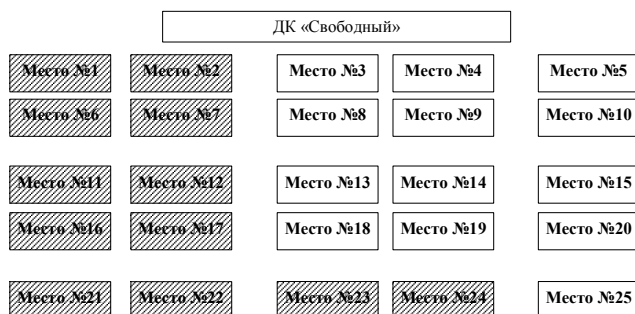 ДК «Свободный»
Место №1 Место №2 Место №3 Место №4 Место №5
Место №6 Место №7 Место №8 Место №9 Место №10
Место №11 Место №12 Место №13 Место №14 Место №15
Место №16 Место №17 Место №18 Место №19 Место №20
Место №21 Место №22 Место №23 Место №24 Место №25